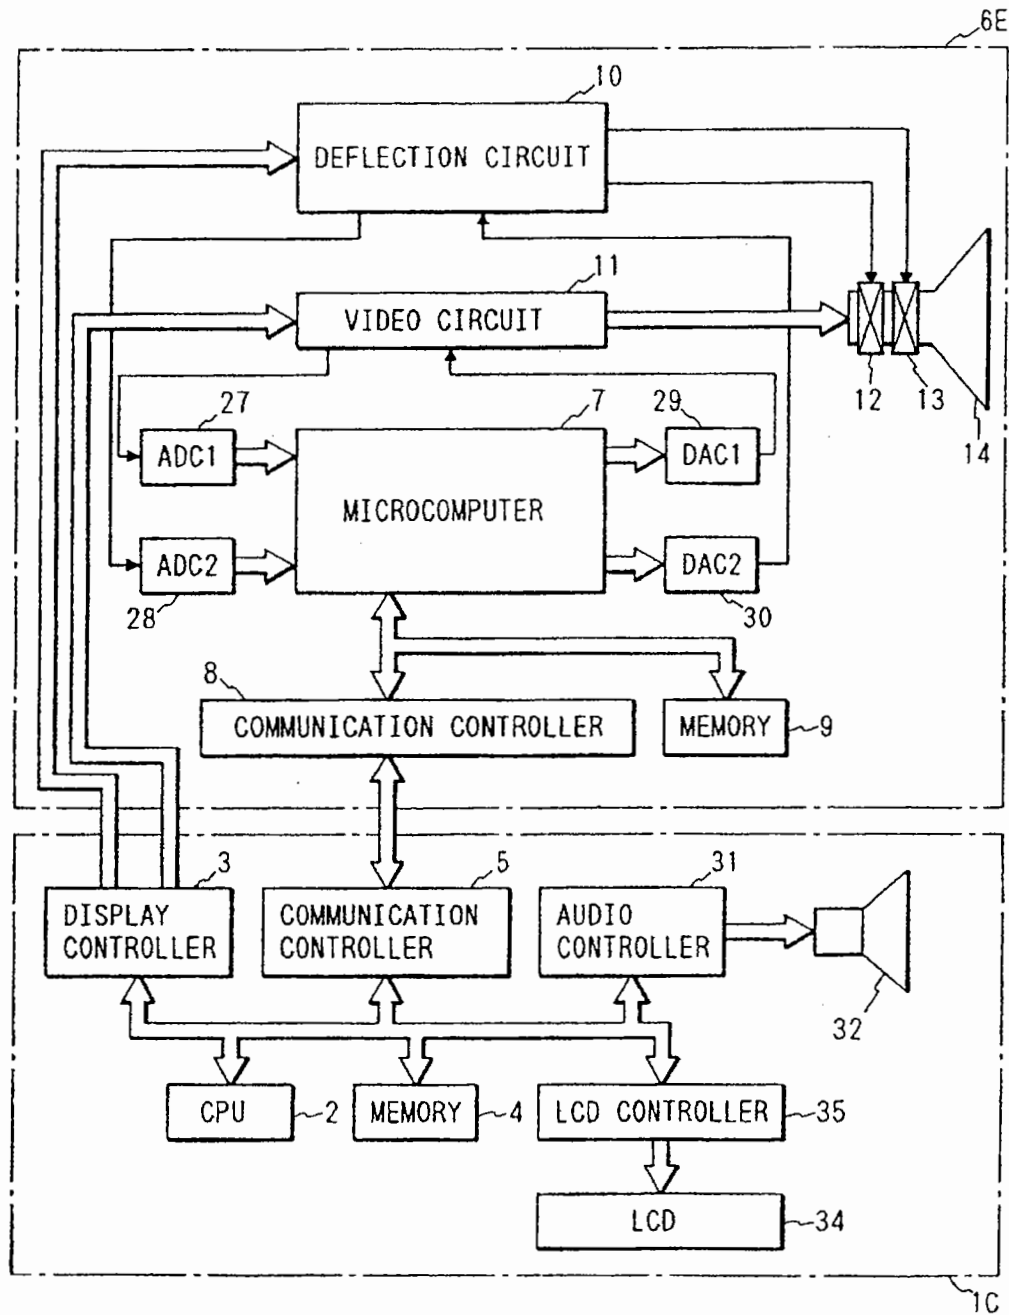 6E
10
DEFLECTION CIRCUIT
11
VIDEO CIRCUIT
12
13
14
27
7
29
ADC1
DAC1
MICROCOMPUTER
ADC2
DAC2
28
30
8
COMMUNICATION CONTROLLER
MEMORY
9
3
5
31
DISPLAY
CONTROLLER
COMMUNICATION
CONTROLLER
AUDIO
CONTROLLER
32
CPU
2
MEMORY
4
LCD CONTROLLER
35
LCD
34
1C